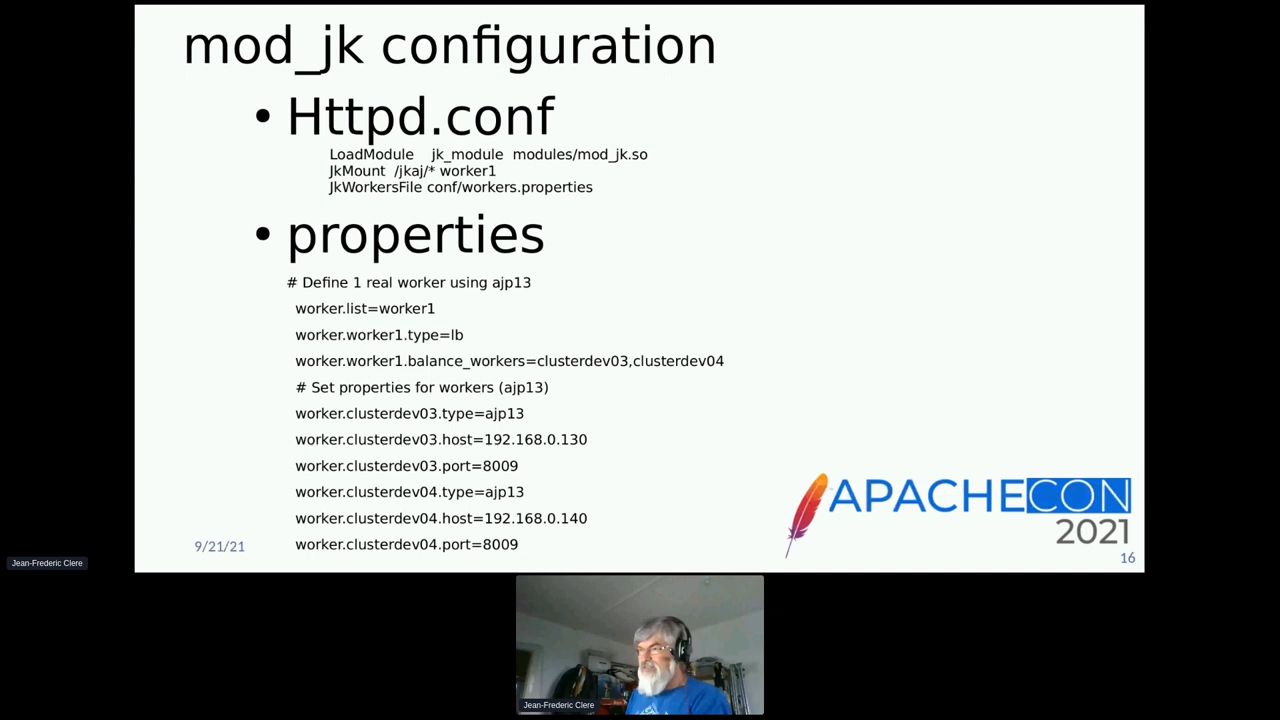 mod_jk configuration
• Httpd.conf
LoadModule jk_module modules/mod_jk.so
JkMount /jkaj/* worker1
JkWorkersFile conf/workers.properties
• properties
# Define 1 real worker using ajp13
worker.list=worker1
worker.worker1.type=lb
worker.worker1.balance_workers=clusterdev03,clusterdev04
# Set properties for workers (ajp13)
worker.clusterdev03.type=ajp13
worker.clusterdev03.host=192.168.0.130
worker.clusterdev03.port=8009
worker.clusterdev04.type=ajp13
worker.clusterdev04.host=192.168.0.140
worker.clusterdev04.port=8009
APACHECON
2021
9/21/21
16
Jean-Frederic Clere
Jean-Frederic Clere